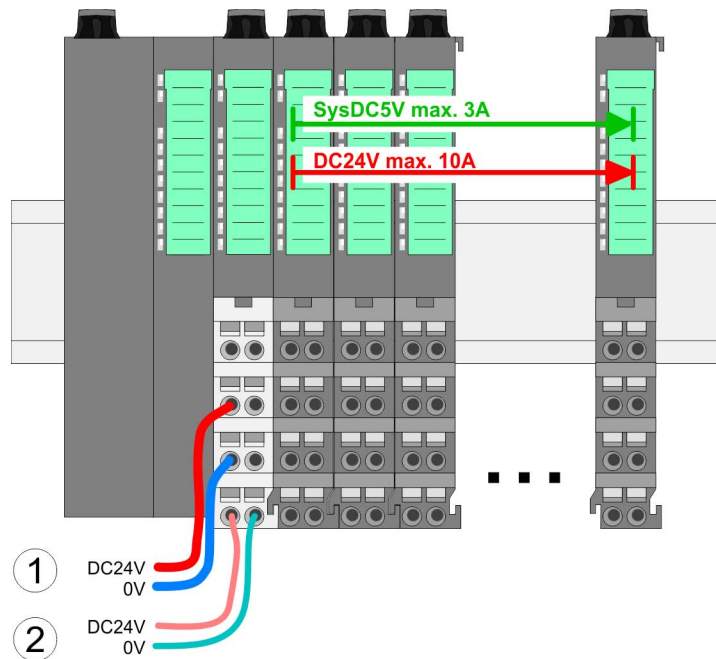 SysDC5V max. 3A
DC24V max. 10A
1 DC24V
0V
2 DC24V
0V